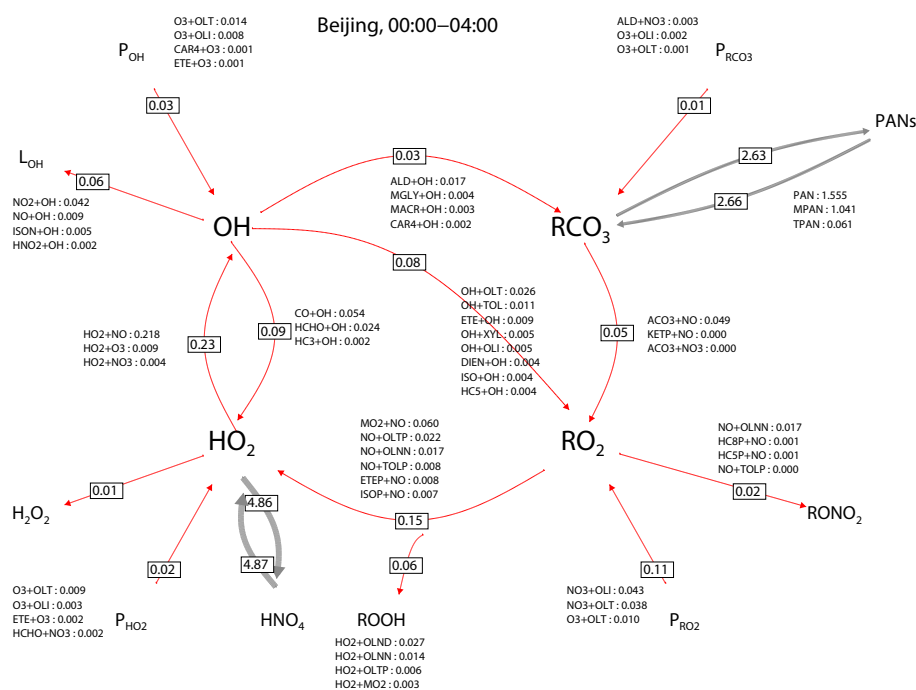 Beijing, 00:00−04:00
O3+OLT : 0.014
O3+OLI : 0.008
CAR4+O3 : 0.001
ETE+O3 : 0.001
P_OH
0.03
ALD+NO3 : 0.003
O3+OLI : 0.002
O3+OLT : 0.001
P_RCO3
0.01
PANs
2.63
2.66
PAN : 1.555
MPAN : 1.041
TPAN : 0.061
L_OH
0.06
NO2+OH : 0.042
NO+OH : 0.009
ISON+OH : 0.005
HNO2+OH : 0.002
OH
0.03
ALD+OH : 0.017
MGLY+OH : 0.004
MACR+OH : 0.003
CAR4+OH : 0.002
RCO₃
0.08
OH+OLT : 0.026
OH+TOL : 0.011
ETE+OH : 0.009
OH+XYL : 0.005
OH+OLI : 0.005
DIEN+OH : 0.004
ISO+OH : 0.004
HC5+OH : 0.004
HO2+NO : 0.218
HO2+O3 : 0.009
HO2+NO3 : 0.004
0.23
0.09
CO+OH : 0.054
HCHO+OH : 0.024
HC3+OH : 0.002
0.05
ACO3+NO : 0.049
KETP+NO : 0.000
ACO3+NO3 : 0.000
HO₂
MO2+NO : 0.060
NO+OLTP : 0.022
NO+OLNN : 0.017
NO+TOLP : 0.008
ETEP+NO : 0.008
ISOP+NO : 0.007
RO₂
NO+OLNN : 0.017
HC8P+NO : 0.001
HC5P+NO : 0.001
NO+TOLP : 0.000
0.02
RONO₂
0.01
H₂O₂
4.86
4.87
HNO₄
0.15
0.06
ROOH
HO2+OLND : 0.027
HO2+OLNN : 0.014
HO2+OLTP : 0.006
HO2+MO2 : 0.003
0.02
O3+OLT : 0.009
O3+OLI : 0.003
ETE+O3 : 0.002
HCHO+NO3 : 0.002
P_HO2
0.11
NO3+OLI : 0.043
NO3+OLT : 0.038
O3+OLT : 0.010
P_RO2